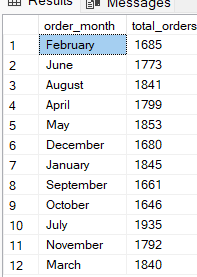 Results Messages
order_month total_orders
1 February 1685
2 June 1773
3 August 1841
4 April 1799
5 May 1853
6 December 1680
7 January 1845
8 September 1661
9 October 1646
10 July 1935
11 November 1792
12 March 1840